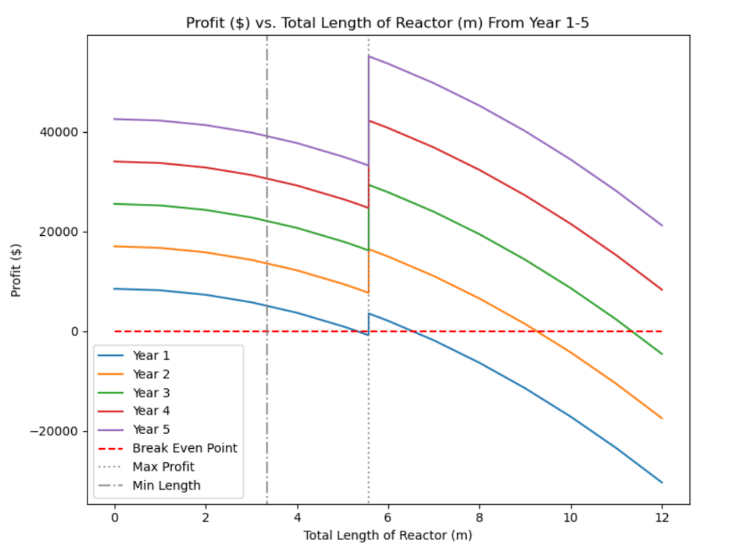 Profit ($) vs. Total Length of Reactor (m) From Year 1-5
Profit ($)
40000
20000
0
−20000
Year 1
Year 2
Year 3
Year 4
Year 5
Break Even Point
Max Profit
Min Length
0 2 4 6 8 10 12
Total Length of Reactor (m)